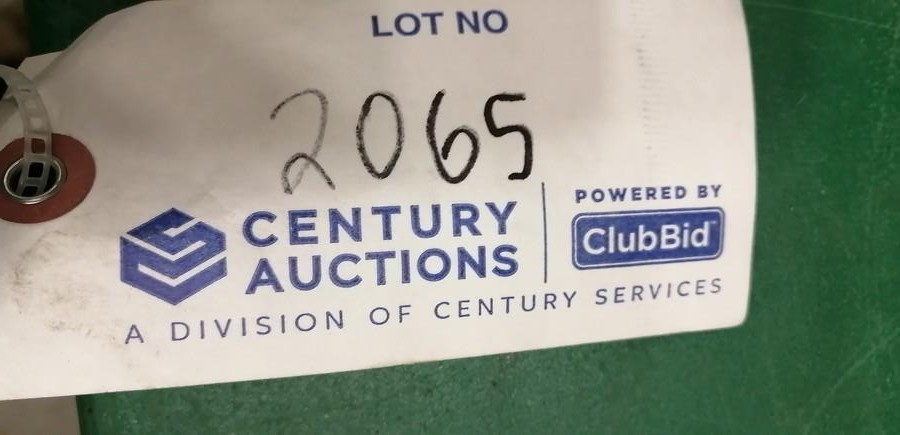 LOT NO
2065
CENTURY
AUCTIONS
POWERED BY
ClubBid
A DIVISION OF CENTURY SERVICES